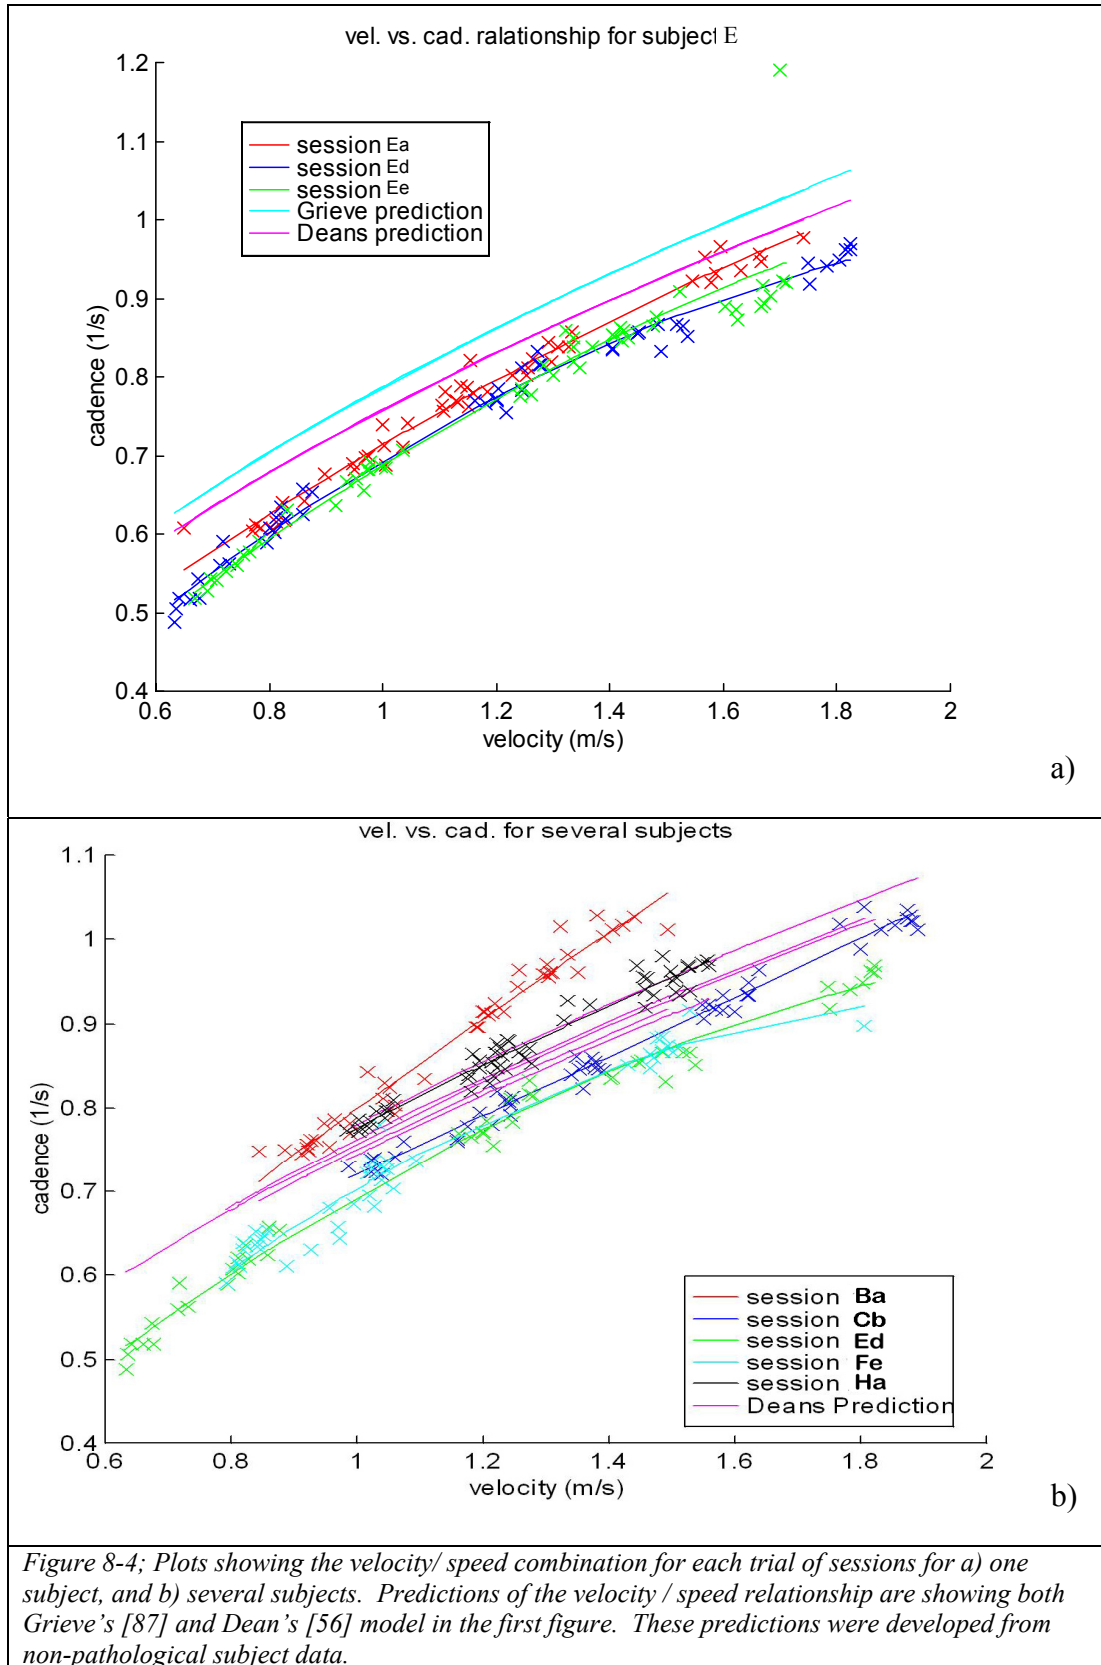 vel. vs. cad. ralationship for subject E
1.2
1.1
1
0.9
0.8
0.7
0.6
0.5
0.4
cadence (1/s)
session Ea
session Ed
session Ee
Grieve prediction
Deans prediction
0.6 0.8 1 1.2 1.4 1.6 1.8 2
velocity (m/s)
a)
vel. vs. cad. for several subjects
1.1
1
0.9
0.8
0.7
0.6
0.5
0.4
cadence (1/s)
session Ba
session Cb
session Ed
session Fe
session Ha
Deans Prediction
0.6 0.8 1 1.2 1.4 1.6 1.8 2
velocity (m/s)
b)
Figure 8-4; Plots showing the velocity/ speed combination for each trial of sessions for a) one
subject, and b) several subjects. Predictions of the velocity / speed relationship are showing both
Grieve's [87] and Dean's [56] model in the first figure. These predictions were developed from
non-pathological subject data.